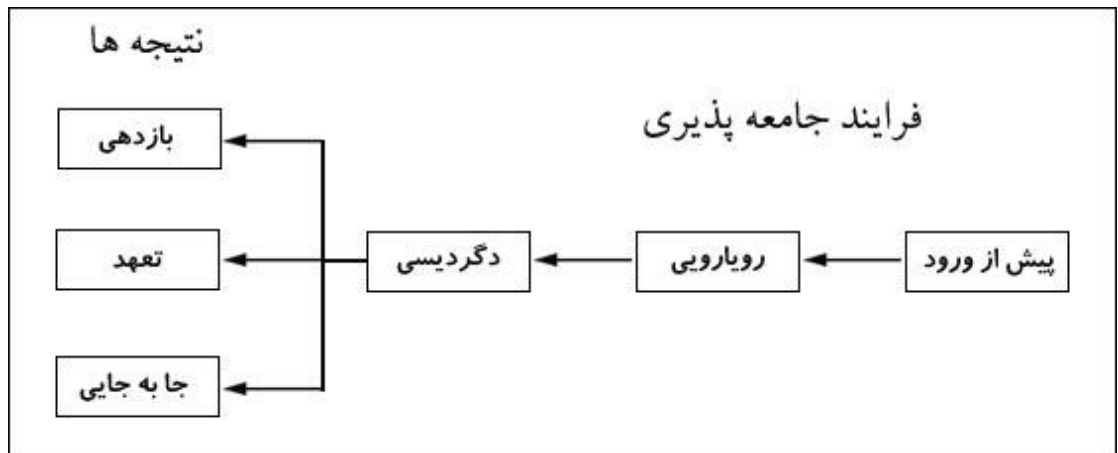 نتیجه ها
فرایند جامعه پذیری
پیش از ورود
رویارویی
دگردیسی
بازدهی
تعهد
جا به جایی